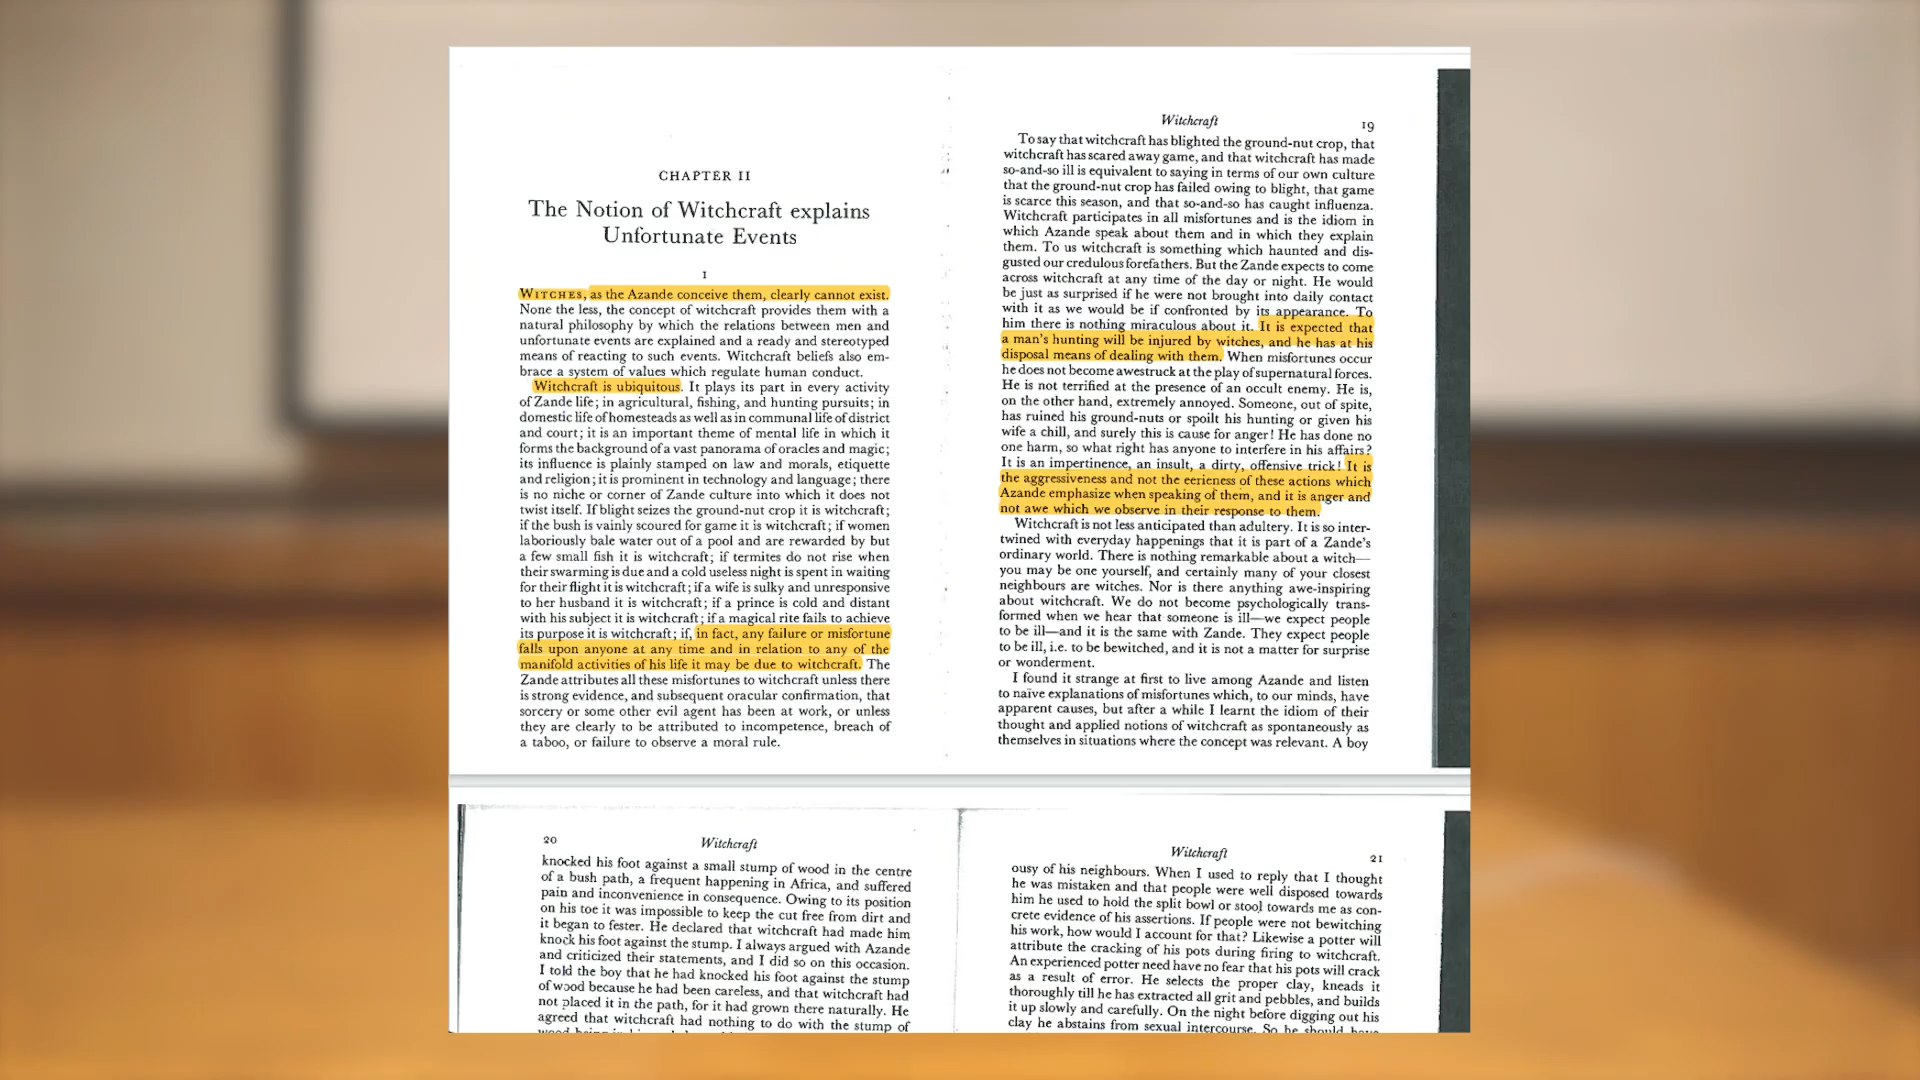 CHAPTER II
The Notion of Witchcraft explains
Unfortunate Events
I
WITCHES, as the Azande conceive them, clearly cannot exist.
None the less, the concept of witchcraft provides them with a
natural philosophy by which the relations between men and
unfortunate events are explained and a ready and stereotyped
means of reacting to such events. Witchcraft beliefs also em-
brace a system of values which regulate human conduct.
Witchcraft is ubiquitous. It plays its part in every activity
of Zande life; in agricultural, fishing, and hunting pursuits; in
domestic life of homesteads as well as in communal life of district
and court; it is an important theme of mental life in which it
forms the background of a vast panorama of oracles and magic;
its influence is plainly stamped on law and morals, etiquette
and religion; it is prominent in technology and language; there
is no niche or corner of Zande culture into which it does not
twist itself. If blight seizes the ground-nut crop it is witchcraft;
if the bush is vainly scoured for game it is witchcraft; if women
laboriously bale water out of a pool and are rewarded by but
a few small fish it is witchcraft; if termites do not rise when
their swarming is due and a cold useless night is spent in waiting
for their flight it is witchcraft; if a wife is sulky and unresponsive
to her husband it is witchcraft; if a prince is cold and distant
with his subject it is witchcraft; if a magical rite fails to achieve
its purpose it is witchcraft; if, in fact, any failure or misfortune
falls upon anyone at any time and in relation to any of the
manifold activities of his life it may be due to witchcraft. The
Zande attributes all these misfortunes to witchcraft unless there
is strong evidence, and subsequent oracular confirmation, that
sorcery or some other evil agent has been at work, or unless
they are clearly to be attributed to incompetence, breach of
a taboo, or failure to observe a moral rule.
Witchcraft 19
To say that witchcraft has blighted the ground-nut crop, that
witchcraft has scared away game, and that witchcraft has made
so-and-so ill is equivalent to saying in terms of our own culture
that the ground-nut crop has failed owing to blight, that game
is scarce this season, and that so-and-so has caught influenza.
Witchcraft participates in all misfortunes and is the idiom in
which Azande speak about them and in which they explain
them. To us witchcraft is something which haunted and dis-
gusted our credulous forefathers. But the Zande expects to come
across witchcraft at any time of the day or night. He would
be just as surprised if he were not brought into daily contact
with it as we would be if confronted by its appearance. To
him there is nothing miraculous about it. It is expected that
a man's hunting will be injured by witches, and he has at his
disposal means of dealing with them. When misfortunes occur
he does not become awestruck at the play of supernatural forces.
He is not terrified at the presence of an occult enemy. He is,
on the other hand, extremely annoyed. Someone, out of spite,
has ruined his ground-nuts or spoilt his hunting or given his
wife a chill, and surely this is cause for anger! He has done no
one harm, so what right has anyone to interfere in his affairs?
It is an impertinence, an insult, a dirty, offensive trick! It is
the aggressiveness and not the eerieness of these actions which
Azande emphasize when speaking of them, and it is anger and
not awe which we observe in their response to them.
Witchcraft is not less anticipated than adultery. It is so inter-
twined with everyday happenings that it is part of a Zande's
ordinary world. There is nothing remarkable about a witch—
you may be one yourself, and certainly many of your closest
neighbours are witches. Nor is there anything awe-inspiring
about witchcraft. We do not become psychologically trans-
formed when we hear that someone is ill—we expect people
to be ill—and it is the same with Zande. They expect people
to be ill, i.e. to be bewitched, and it is not a matter for surprise
or wonderment.
I found it strange at first to live among Azande and listen
to naïve explanations of misfortunes which, to our minds, have
apparent causes, but after a while I learnt the idiom of their
thought and applied notions of witchcraft as spontaneously as
themselves in situations where the concept was relevant. A boy
20 Witchcraft
knocked his foot against a small stump of wood in the centre
of a bush path, a frequent happening in Africa, and suffered
pain and inconvenience in consequence. Owing to its position
on his toe it was impossible to keep the cut free from dirt and
it began to fester. He declared that witchcraft had made him
knock his foot against the stump. I always argued with Azande
and criticized their statements, and I did so on this occasion.
I told the boy that he had knocked his foot against the stump
of wood because he had been careless, and that witchcraft had
not placed it in the path, for it had grown there naturally. He
agreed that witchcraft had nothing to do with the stump of
Witchcraft 21
ousy of his neighbours. When I used to reply that I thought
he was mistaken and that people were well disposed towards
him he used to hold the split bowl or stool towards me as con-
crete evidence of his assertions. If people were not bewitching
his work, how would I account for that? Likewise a potter will
attribute the cracking of his pots during firing to witchcraft.
An experienced potter need have no fear that his pots will crack
as a result of error. He selects the proper clay, kneads it
thoroughly till he has extracted all grit and pebbles, and builds
it up slowly and carefully. On the night before digging out his
clay he abstains from sexual intercourse. So he should have